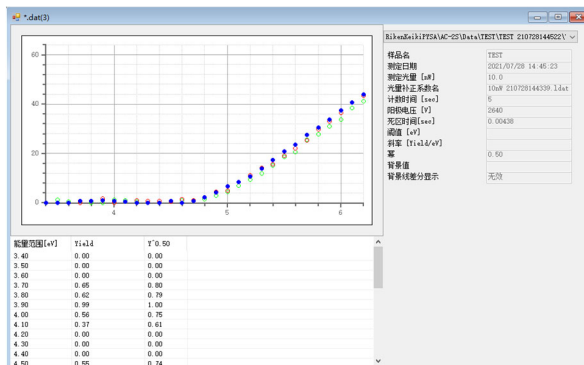 *.dat(3)
RikenKeikiPYSA\AC-2S\Data\TEST\TEST 210728144522\
60
40
20
0
4
5
6
样品名 TEST
测定日期 2021/07/28 14:45:23
测定光量 [nW] 10.0
光量补正系数名 10nW 210728144339.ldat
计数时间 [sec] 5
阳极电压 [V] 2640
死区时间[sec] 0.00438
阈值 [eV]
斜率 [Yield/eV]
幂 0.50
背景值
背景线差分显示 无效
能量范围[eV] Yield Y^0.50
3.40 0.00 0.00
3.50 0.00 0.00
3.60 0.00 0.00
3.70 0.65 0.80
3.80 0.62 0.79
3.90 0.99 1.00
4.00 0.56 0.75
4.10 0.37 0.61
4.20 0.00 0.00
4.30 0.00 0.00
4.40 0.00 0.00
4.50 0.55 0.74